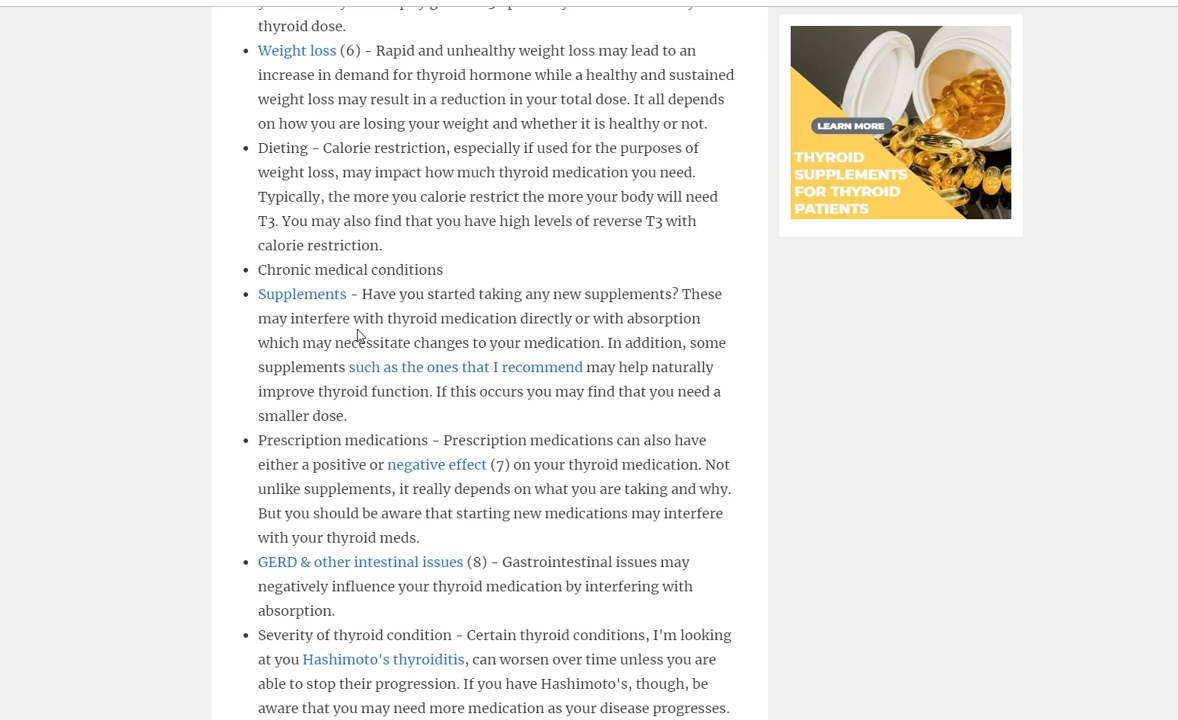 thyroid dose.
Weight loss (6) - Rapid and unhealthy weight loss may lead to an
increase in demand for thyroid hormone while a healthy and sustained
weight loss may result in a reduction in your total dose. It all depends
on how you are losing your weight and whether it is healthy or not.
Dieting - Calorie restriction, especially if used for the purposes of
weight loss, may impact how much thyroid medication you need.
Typically, the more you calorie restrict the more your body will need
T3. You may also find that you have high levels of reverse T3 with
calorie restriction.
Chronic medical conditions
Supplements - Have you started taking any new supplements? These
may interfere with thyroid medication directly or with absorption
which may necessitate changes to your medication. In addition, some
supplements such as the ones that I recommend may help naturally
improve thyroid function. If this occurs you may find that you need a
smaller dose.
Prescription medications - Prescription medications can also have
either a positive or negative effect (7) on your thyroid medication. Not
unlike supplements, it really depends on what you are taking and why.
But you should be aware that starting new medications may interfere
with your thyroid meds.
GERD & other intestinal issues (8) - Gastrointestinal issues may
negatively influence your thyroid medication by interfering with
absorption.
Severity of thyroid condition - Certain thyroid conditions, I'm looking
at you Hashimoto's thyroiditis, can worsen over time unless you are
able to stop their progression. If you have Hashimoto's, though, be
aware that you may need more medication as your disease progresses.
LEARN MORE
THYROID
SUPPLEMENTS
FOR THYROID
PATIENTS